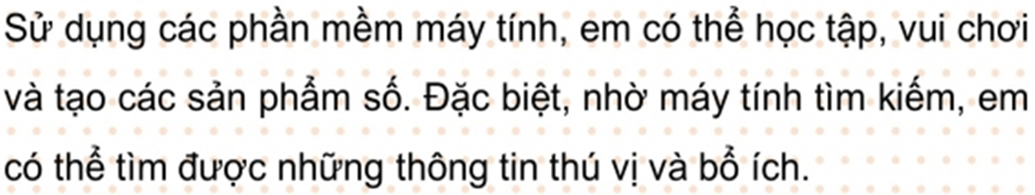 Sử dụng các phần mềm máy tính, em có thể học tập, vui chơi
và tạo các sản phẩm số. Đặc biệt, nhờ máy tính tìm kiếm, em
có thể tìm được những thông tin thú vị và bổ ích.